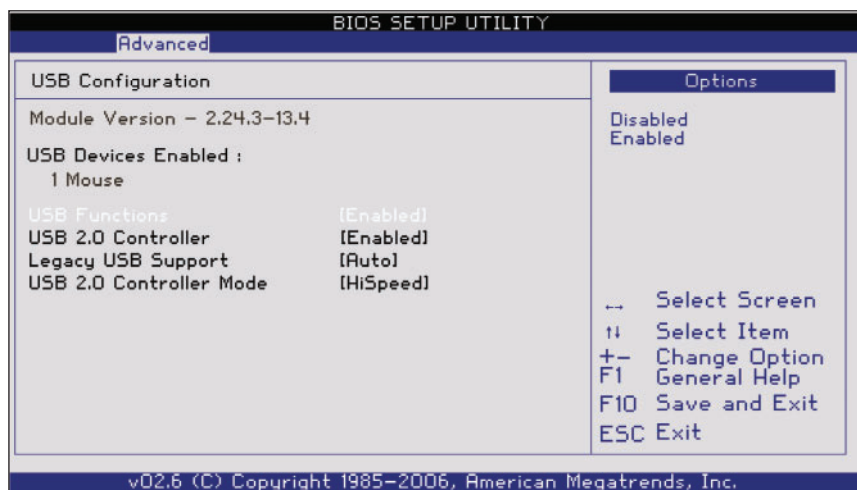 BIOS SETUP UTILITY
Advanced
USB Configuration
Module Version – 2.24.3–13.4
USB Devices Enabled :
1 Mouse
USB Functions [Enabled]
USB 2.0 Controller [Enabled]
Legacy USB Support [Auto]
USB 2.0 Controller Mode [HiSpeed]
Options
Disabled
Enabled
↔ Select Screen
↑↓ Select Item
+– Change Option
F1 General Help
F10 Save and Exit
ESC Exit
v02.6 (C) Copyright 1985–2006, American Megatrends, Inc.